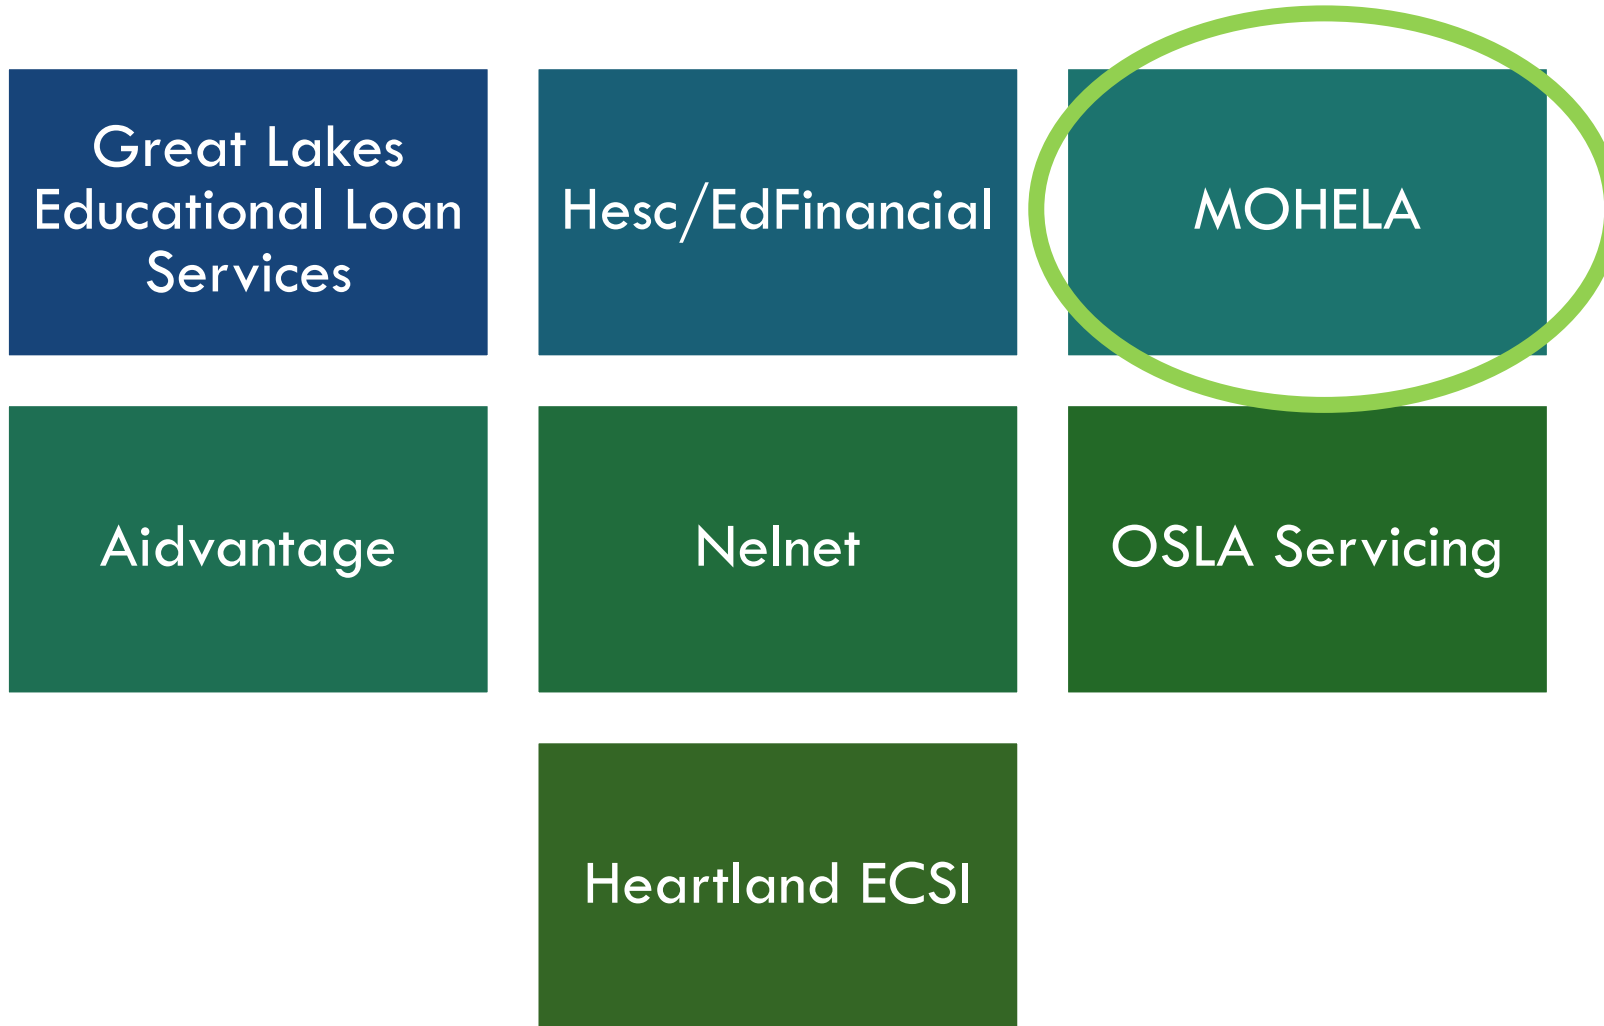 Great Lakes
Educational Loan
Services
Hesc/EdFinancial
MOHELA
Aidvantage
Nelnet
OSLA Servicing
Heartland ECSI